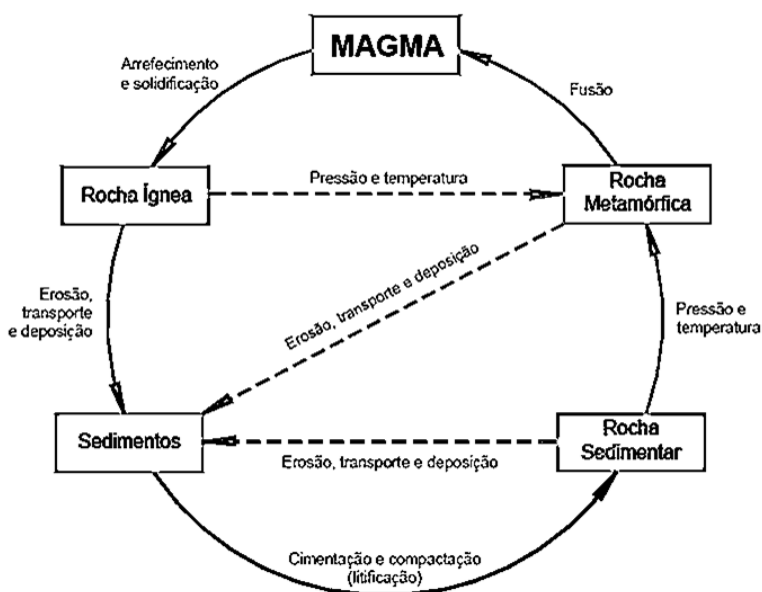 MAGMA
Arrefecimento
e solidificação
Fusão
Rocha Ígnea
Pressão e temperatura
Rocha
Metamórfica
Erosão, transporte e deposição
Erosão,
transporte
e deposição
Pressão e
temperatura
Sedimentos
Rocha
Sedimentar
Erosão, transporte e deposição
Cimentação e compactação
(litificação)